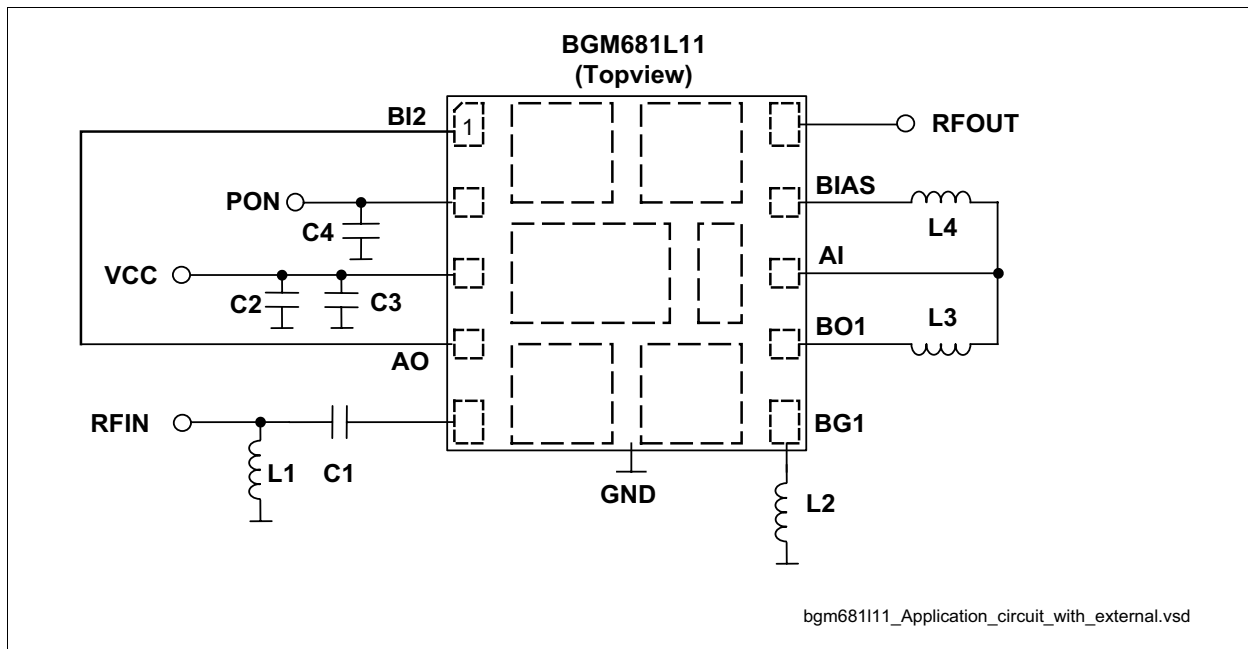 BGM681L11
(Topview)
BI2
1
RFOUT
PON
C4
BIAS
L4
VCC
C2
C3
AI
AO
BO1
L3
RFIN
L1
C1
BG1
GND
L2
bgm681l11_Application_circuit_with_external.vsd